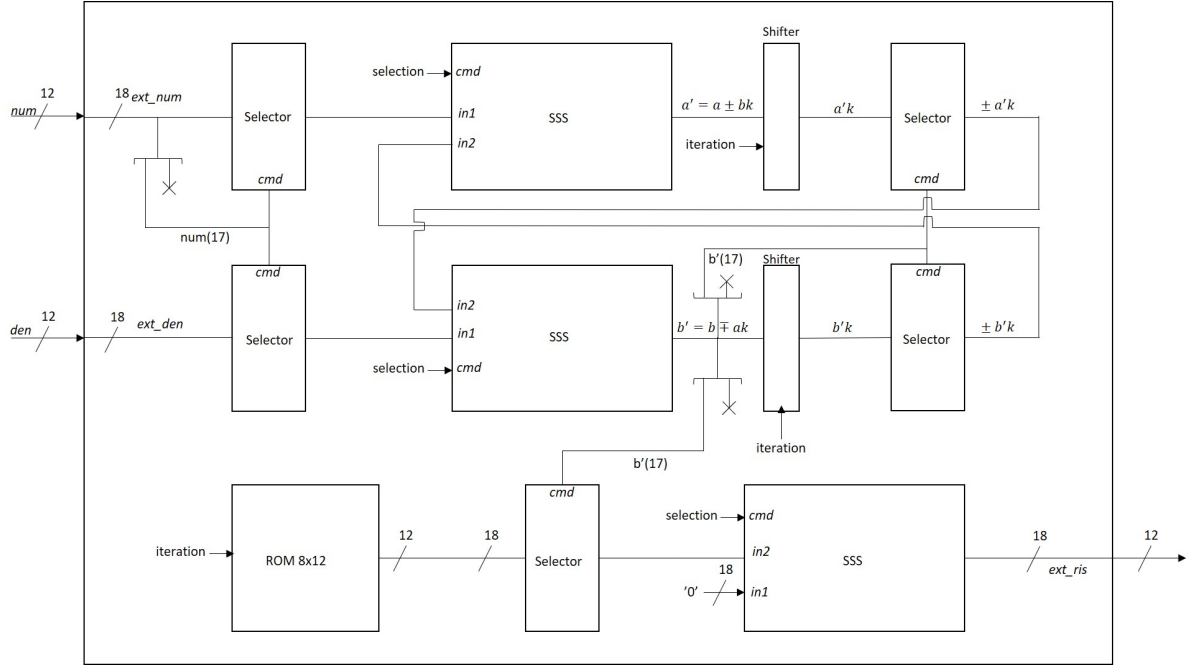 Shifter
12
18
ext_num
selection
cmd
num
Selector
in1
SSS
a′ = a ± bk
a′k
Selector
± a′k
in2
iteration
cmd
cmd
num(17)
b′(17)
Shifter
cmd
cmd
12
18
ext_den
in2
den
Selector
in1
SSS
b′ = b ∓ ak
b′k
Selector
± b′k
selection
cmd
iteration
b′(17)
cmd
selection
cmd
12
18
18
12
iteration
ROM 8x12
Selector
in2
SSS
18
ext_ris
'0'
in1